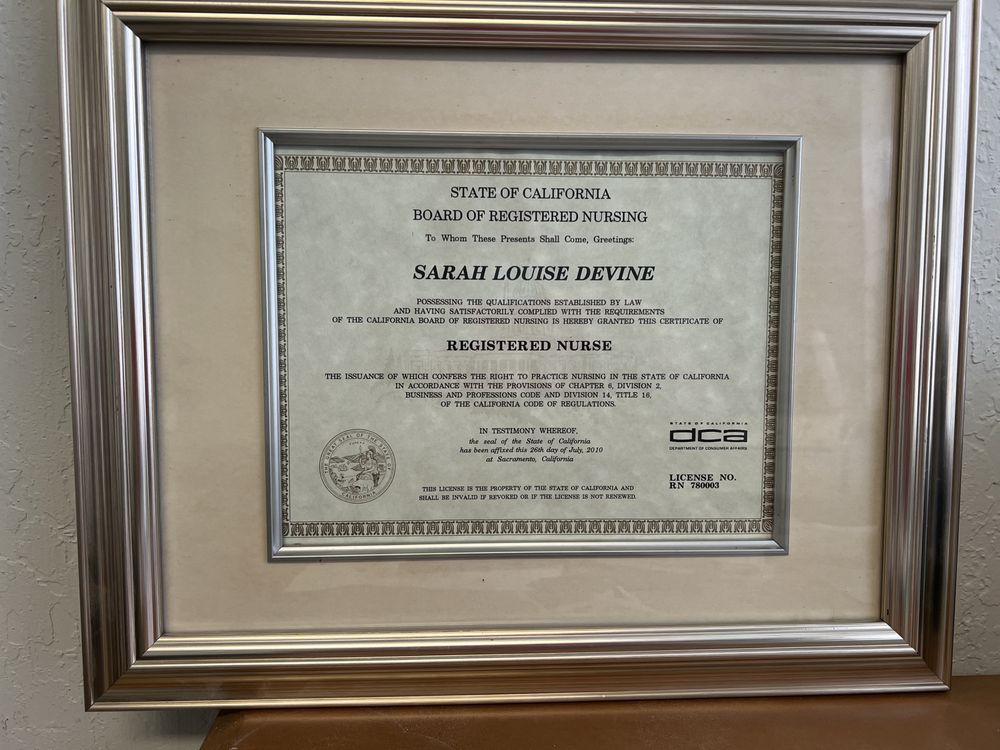 STATE OF CALIFORNIA
BOARD OF REGISTERED NURSING
To Whom These Presents Shall Come, Greetings:
SARAH LOUISE DEVINE
POSSESSING THE QUALIFICATIONS ESTABLISHED BY LAW
AND HAVING SATISFACTORILY COMPLIED WITH THE REQUIREMENTS
OF THE CALIFORNIA BOARD OF REGISTERED NURSING IS HEREBY GRANTED THIS CERTIFICATE OF
REGISTERED NURSE
THE ISSUANCE OF WHICH CONFERS THE RIGHT TO PRACTICE NURSING IN THE STATE OF CALIFORNIA
IN ACCORDANCE WITH THE PROVISIONS OF CHAPTER 6, DIVISION 2,
BUSINESS AND PROFESSIONS CODE AND DIVISION 14, TITLE 16,
OF THE CALIFORNIA CODE OF REGULATIONS.
IN TESTIMONY WHEREOF,
the seal of the State of California
has been affixed this 26th day of July, 2010
at Sacramento, California
THIS LICENSE IS THE PROPERTY OF THE STATE OF CALIFORNIA AND
SHALL BE INVALID IF REVOKED OR IF THE LICENSE IS NOT RENEWED.
STATE OF CALIFORNIA
dca
DEPARTMENT OF CONSUMER AFFAIRS
LICENSE NO.
RN 780003
CALIFORNIA